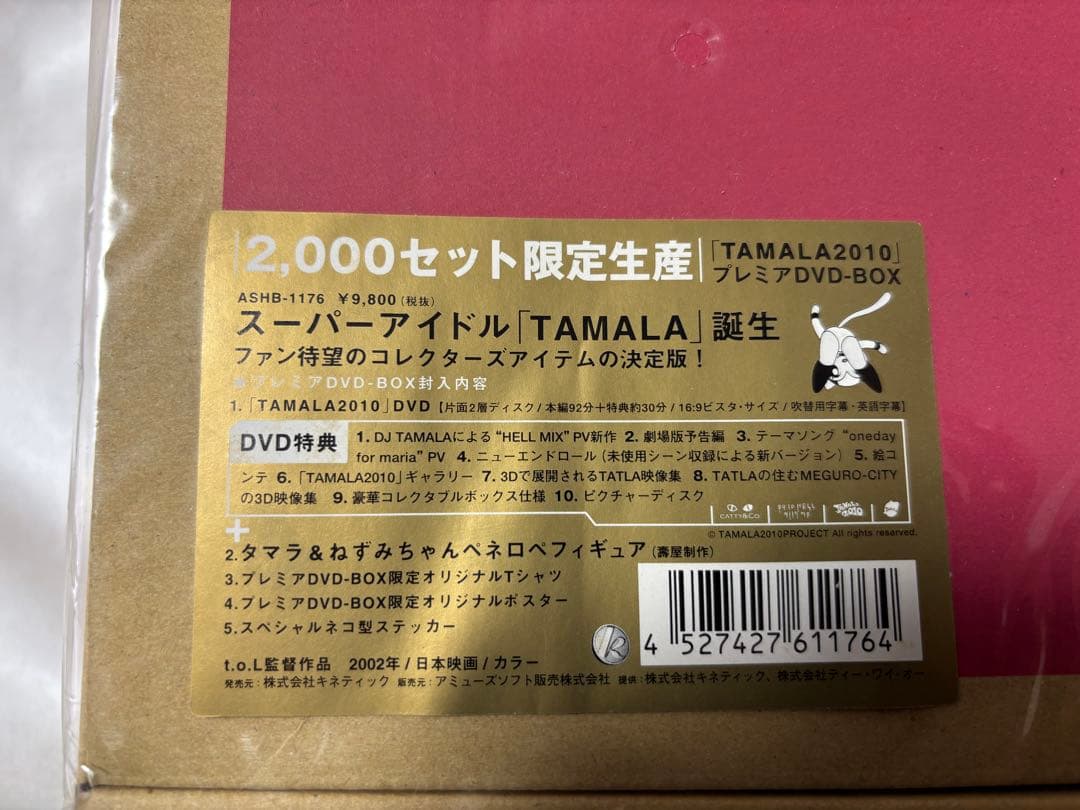 2,000セット限定生産
「TAMALA2010」
プレミアDVD-BOX
ASHB-1176 ¥9,800(税抜)
スーパーアイドル「TAMALA」誕生
ファン待望のコレクターズアイテムの決定版!
プレミアDVD-BOX封入内容
1.「TAMALA2010」DVD【片面2層ディスク/本編92分+特典約30分/16:9ビスタ・サイズ/吹替用字幕・英語字幕】
DVD特典
1. DJ TAMALAによる“HELL MIX”PV新作 2. 劇場版予告編 3. テーマソング“oneday
for maria”PV 4. ニューエンドロール(未使用シーン収録による新バージョン) 5. 絵コ
ンテ 6.「TAMALA2010」ギャラリー 7. 3Dで展開されるTATLA映像集 8. TATLAの住むMEGURO-CITY
の3D映像集 9. 豪華コレクタブルボックス仕様 10. ピクチャーディスク
CATTY&CO
© TAMALA2010PROJECT All rights reserved.
+
2.タマラ&ねずみちゃんペネロペフィギュア(壽屋制作)
3.プレミアDVD-BOX限定オリジナルTシャツ
4.プレミアDVD-BOX限定オリジナルポスター
5.スペシャルネコ型ステッカー
4 527427 611764
t.o.L監督作品 2002年/日本映画/カラー
発売元:株式会社キネティック 販売元:アミューズソフト販売株式会社 提供:株式会社キネティック、株式会社ティー・ワイ・オー